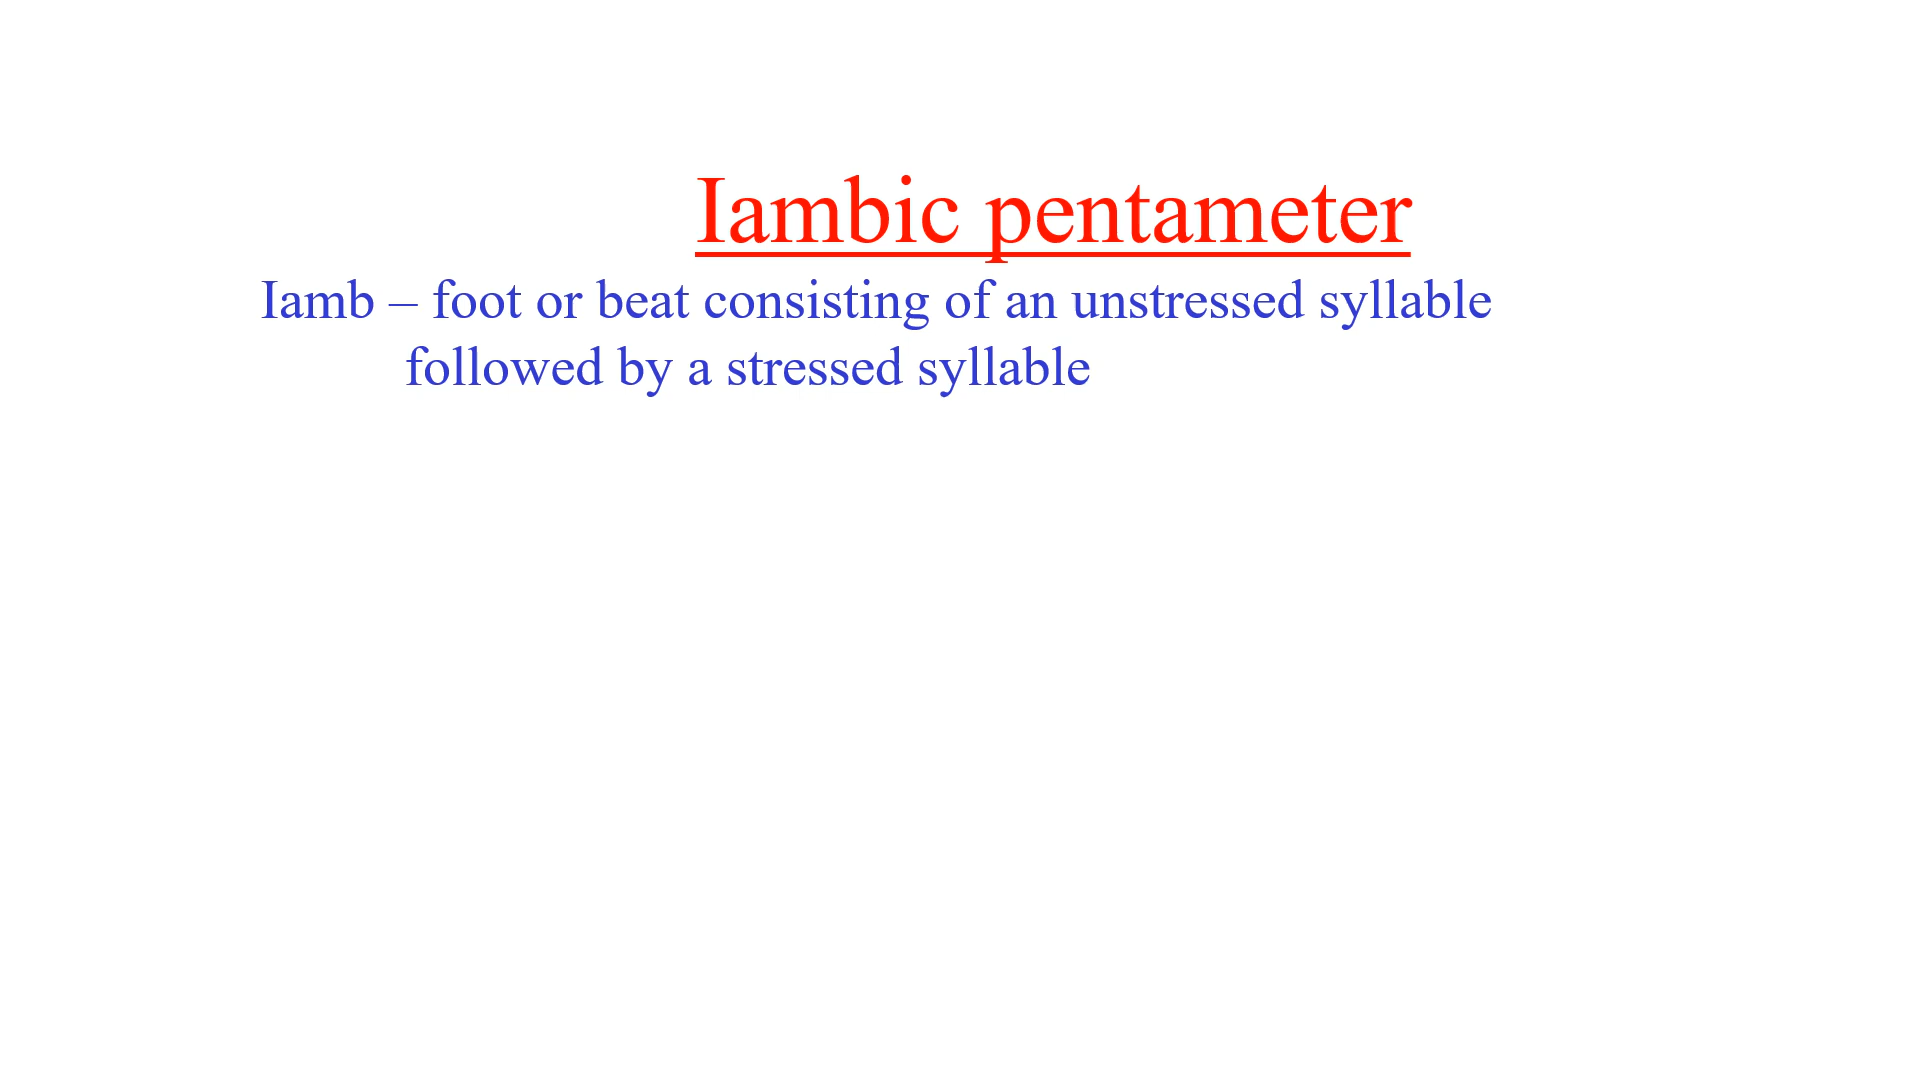 Iambic pentameter
Iamb – foot or beat consisting of an unstressed syllable
followed by a stressed syllable